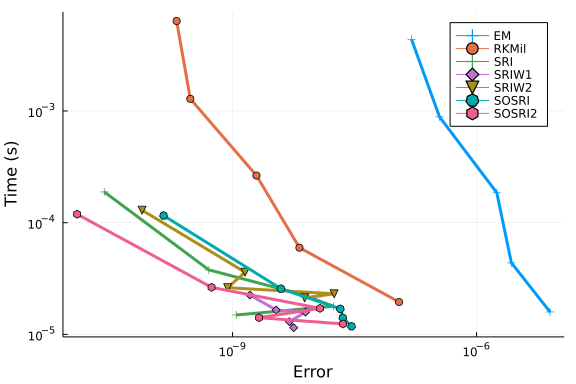 EM
RKMil
SRI
SRIW1
SRIW2
SOSRI
SOSRI2
10⁻³
10⁻⁴
10⁻⁵
Time (s)
10⁻⁹
10⁻⁶
Error